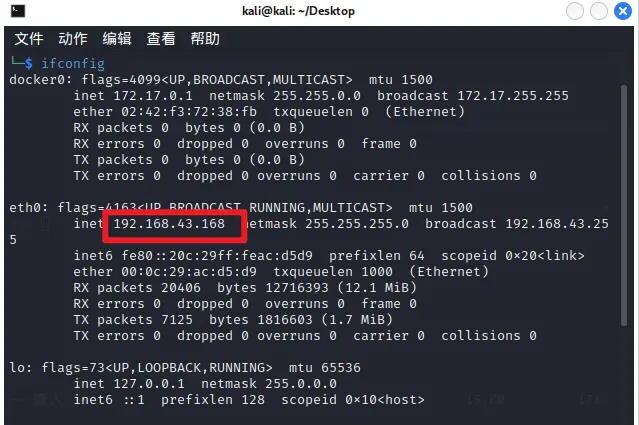 kali@kali: ~/Desktop
文件 动作 编辑 查看 帮助
└─$ ifconfig
docker0: flags=4099<UP,BROADCAST,MULTICAST>  mtu 1500
        inet 172.17.0.1  netmask 255.255.0.0  broadcast 172.17.255.255
        ether 02:42:f3:72:38:fb  txqueuelen 0  (Ethernet)
        RX packets 0  bytes 0 (0.0 B)
        RX errors 0  dropped 0  overruns 0  frame 0
        TX packets 0  bytes 0 (0.0 B)
        TX errors 0  dropped 0 overruns 0  carrier 0  collisions 0
eth0: flags=4163<UP,BROADCAST,RUNNING,MULTICAST>  mtu 1500
        inet 192.168.43.168  netmask 255.255.255.0  broadcast 192.168.43.25
5
        inet6 fe80::20c:29ff:feac:d5d9  prefixlen 64  scopeid 0×20<link>
        ether 00:0c:29:ac:d5:d9  txqueuelen 1000  (Ethernet)
        RX packets 20406  bytes 12716393 (12.1 MiB)
        RX errors 0  dropped 0  overruns 0  frame 0
        TX packets 7125  bytes 1816603 (1.7 MiB)
        TX errors 0  dropped 0 overruns 0  carrier 0  collisions 0
lo: flags=73<UP,LOOPBACK,RUNNING>  mtu 65536
        inet 127.0.0.1  netmask 255.0.0.0
        inet6 ::1  prefixlen 128  scopeid 0×10<host>